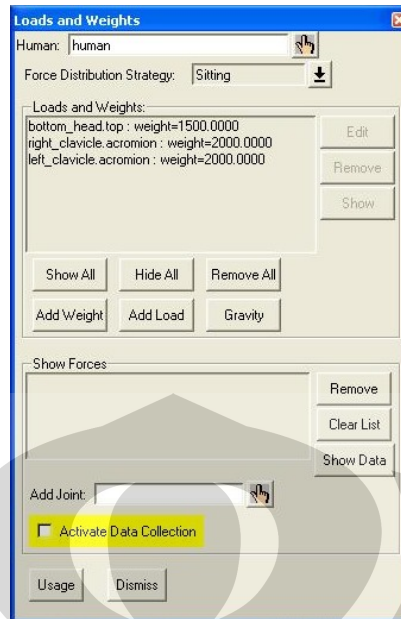 Loads and Weights
Human: human
Force Distribution Strategy: Sitting
Loads and Weights:
bottom_head.top : weight=1500.0000
right_clavicle.acromion : weight=2000.0000
left_clavicle.acromion : weight=2000.0000
Edit
Remove
Show
Show All Hide All Remove All
Add Weight Add Load Gravity
Show Forces
Remove
Clear List
Show Data
Add Joint:
Activate Data Collection
Usage Dismiss